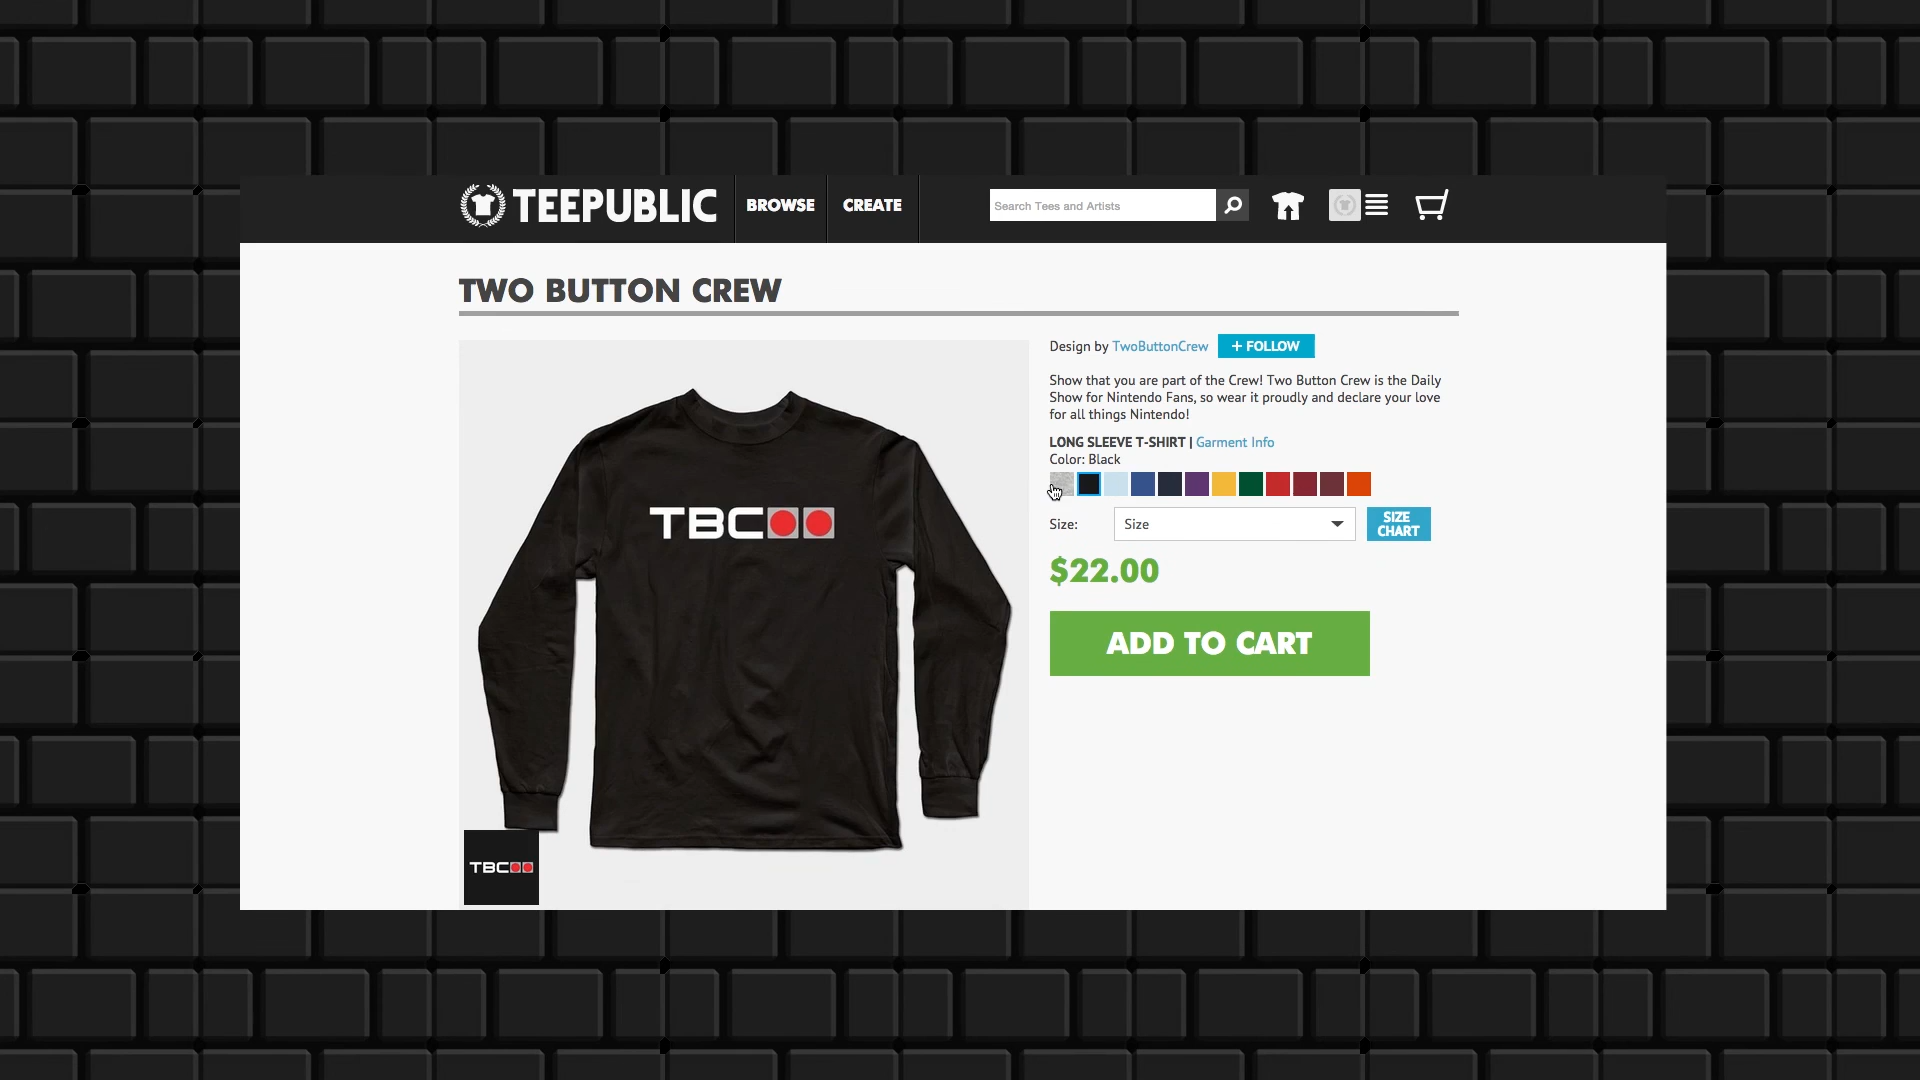 TEEPUBLIC
BROWSE
CREATE
Search Tees and Artists
TWO BUTTON CREW
Design by TwoButtonCrew
+ FOLLOW
Show that you are part of the Crew! Two Button Crew is the Daily
Show for Nintendo Fans, so wear it proudly and declare your love
for all things Nintendo!
LONG SLEEVE T-SHIRT | Garment Info
Color: Black
Size:
Size
SIZE
CHART
$22.00
ADD TO CART
TBC
TBC